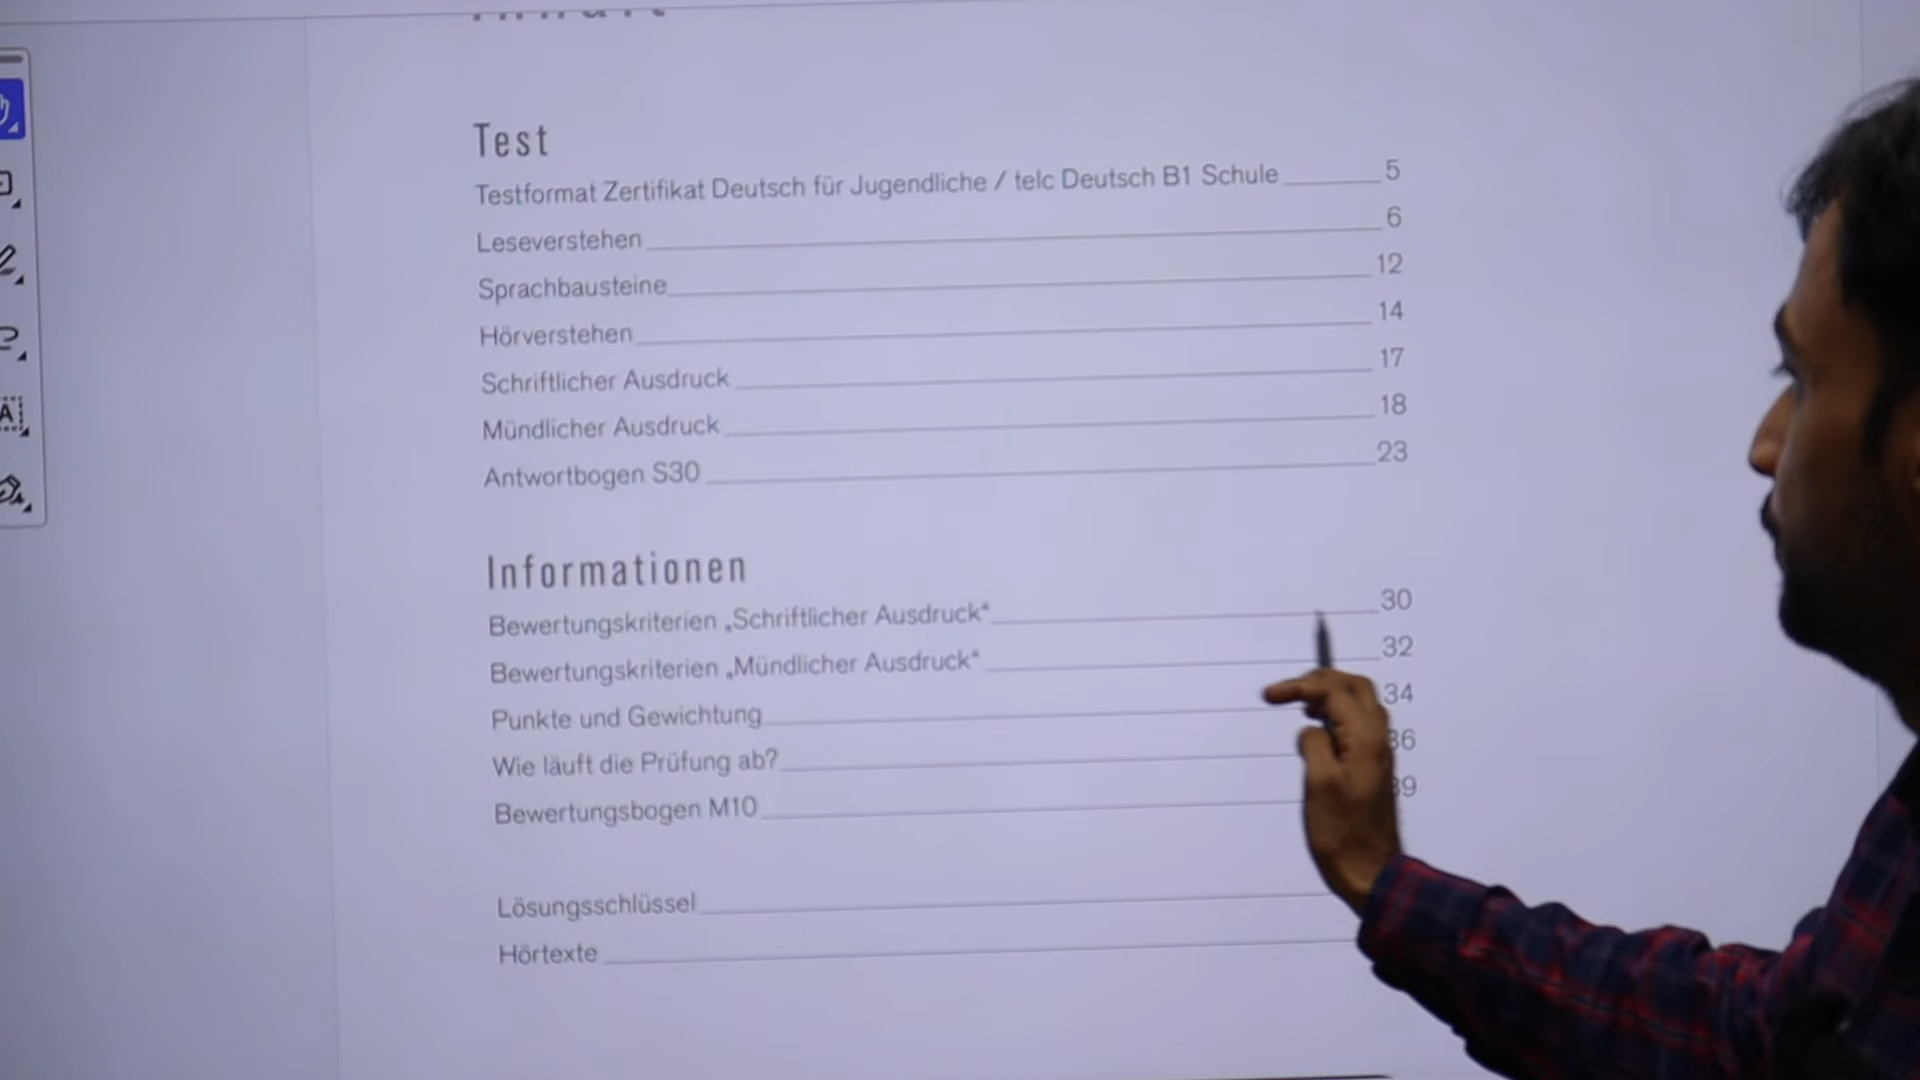 Test
Testformat Zertifikat Deutsch für Jugendliche / telc Deutsch B1 Schule 5
Leseverstehen 6
Sprachbausteine 12
Hörverstehen 14
Schriftlicher Ausdruck 17
Mündlicher Ausdruck 18
Antwortbogen S30 23
Informationen
Bewertungskriterien „Schriftlicher Ausdruck“ 30
Bewertungskriterien „Mündlicher Ausdruck“ 32
Punkte und Gewichtung 34
Wie läuft die Prüfung ab? 36
Bewertungsbogen M10 39
Lösungsschlüssel
Hörtexte
A